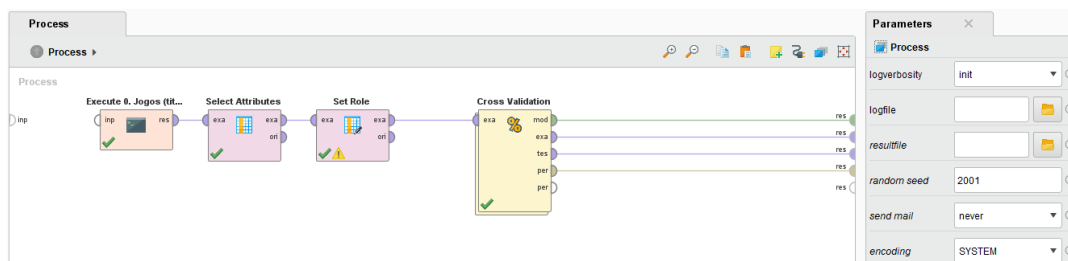 Process
Process
Process
inp
Execute 0. Jogos (tit...
inp
res
Select Attributes
exa
exa
ori
Set Role
exa
exa
ori
Cross Validation
exa
%
mod
exa
tes
per
per
res
res
res
res
res
Parameters
Process
logverbosity
init
logfile
resultfile
random seed
2001
send mail
never
encoding
SYSTEM